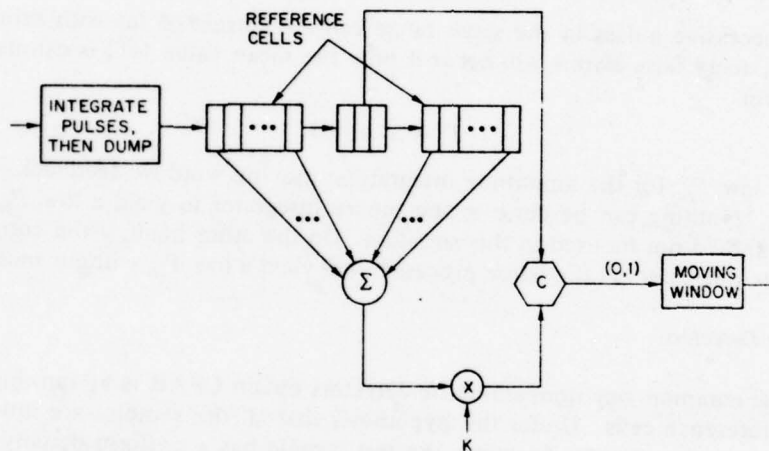 REFERENCE
CELLS
INTEGRATE
PULSES,
THEN DUMP
Σ
C
(0,1)
MOVING
WINDOW
X
K